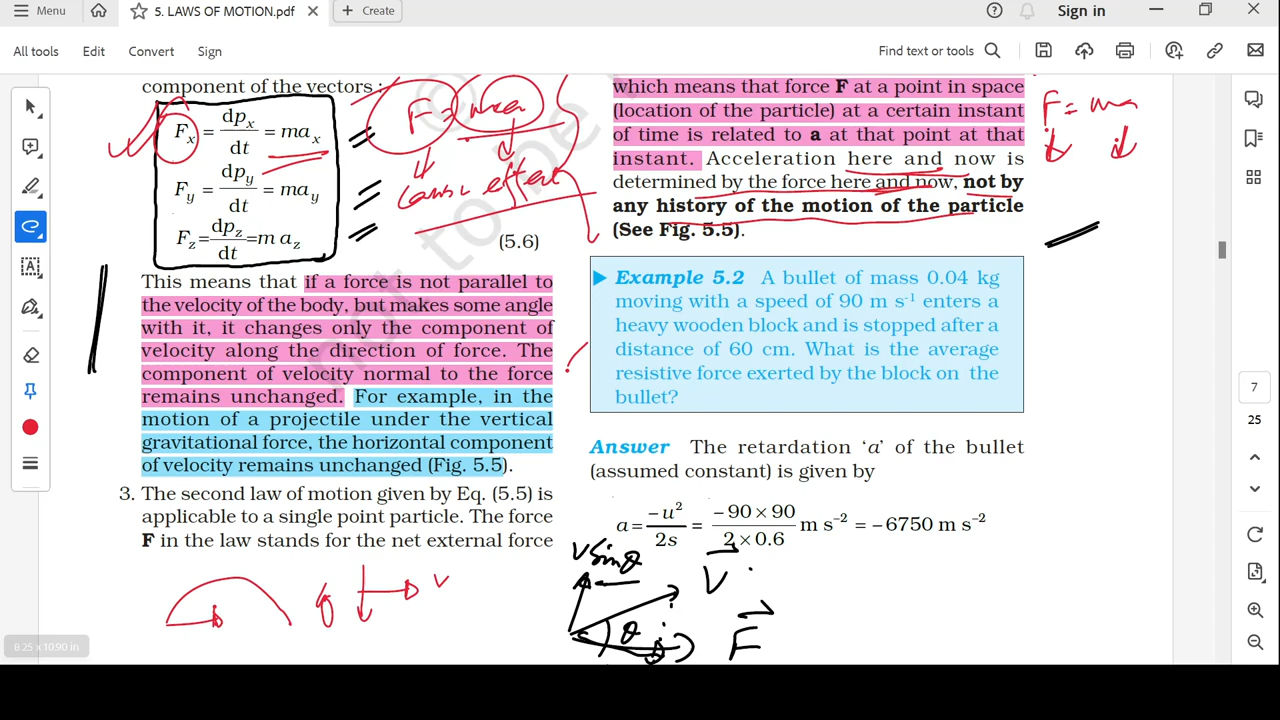 Menu
5. LAWS OF MOTION.pdf
Create
Sign in
All tools
Edit
Convert
Sign
Find text or tools
component of the vectors :
Fx = dpx/dt = max
Fy = dpy/dt = may
Fz = dpz/dt = m az
(5.6)
F = ma
cause effect
This means that if a force is not parallel to
the velocity of the body, but makes some angle
with it, it changes only the component of
velocity along the direction of force. The
component of velocity normal to the force
remains unchanged. For example, in the
motion of a projectile under the vertical
gravitational force, the horizontal component
of velocity remains unchanged (Fig. 5.5).
3. The second law of motion given by Eq. (5.5) is
applicable to a single point particle. The force
F in the law stands for the net external force
v
8.25 x 10.90 in
which means that force F at a point in space
(location of the particle) at a certain instant
of time is related to a at that point at that
instant. Acceleration here and now is
determined by the force here and now, not by
any history of the motion of the particle
(See Fig. 5.5).
F = ma
Example 5.2 A bullet of mass 0.04 kg
moving with a speed of 90 m s⁻¹ enters a
heavy wooden block and is stopped after a
distance of 60 cm. What is the average
resistive force exerted by the block on the
bullet?
Answer The retardation ‘a’ of the bullet
(assumed constant) is given by
a = −u²/2s = −90 × 90/2 × 0.6 m s⁻² = −6750 m s⁻²
V sin θ
V
θ
F
not to
7
25